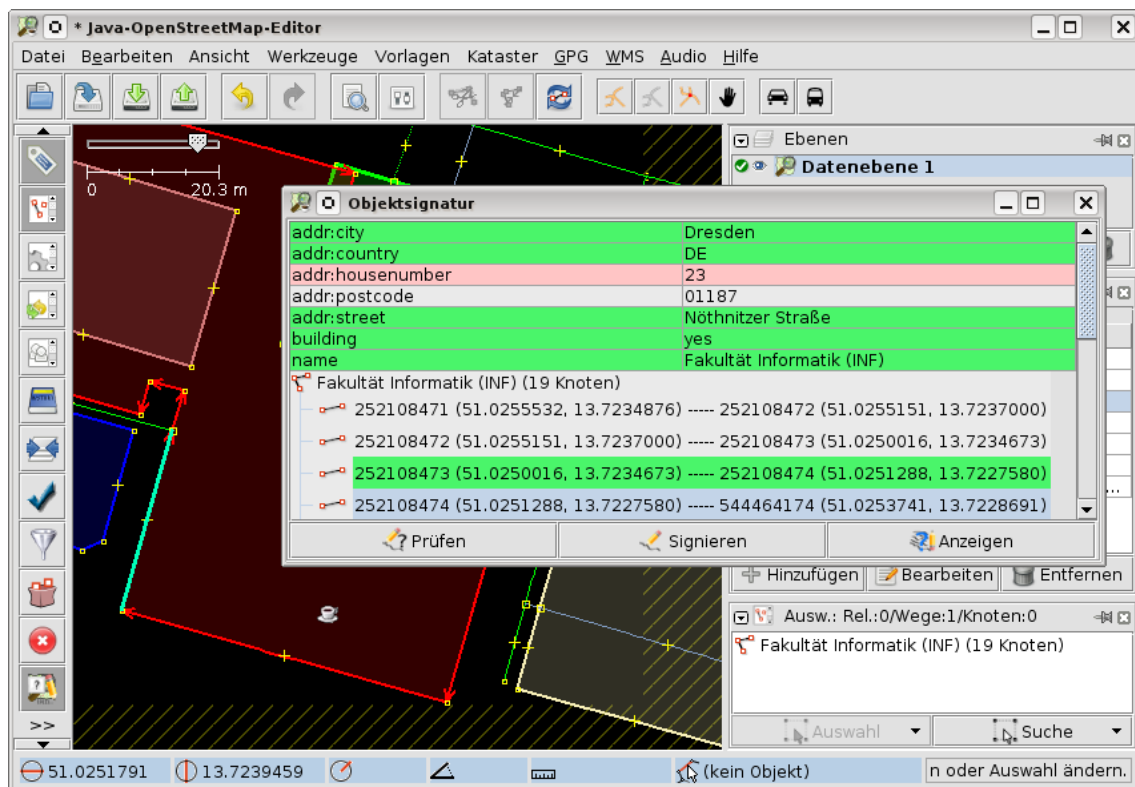 * Java-OpenStreetMap-Editor
Datei Bearbeiten Ansicht Werkzeuge Vorlagen Kataster GPG WMS Audio Hilfe
0 20.3 m
Ebenen
Datenebene 1
Objektsignatur
addr:city Dresden
addr:country DE
addr:housenumber 23
addr:postcode 01187
addr:street Nöthnitzer Straße
building yes
name Fakultät Informatik (INF)
Fakultät Informatik (INF) (19 Knoten)
252108471 (51.0255532, 13.7234876) ----- 252108472 (51.0255151, 13.7237000)
252108472 (51.0255151, 13.7237000) ----- 252108473 (51.0250016, 13.7234673)
252108473 (51.0250016, 13.7234673) ----- 252108474 (51.0251288, 13.7227580)
252108474 (51.0251288, 13.7227580) ----- 544464174 (51.0253741, 13.7228691)
Prüfen Signieren Anzeigen
Hinzufügen Bearbeiten Entfernen
Ausw.: Rel.:0/Wege:1/Knoten:0
Fakultät Informatik (INF) (19 Knoten)
Auswahl Suche
>>
51.0251791 13.7239459 (kein Objekt) n oder Auswahl ändern.